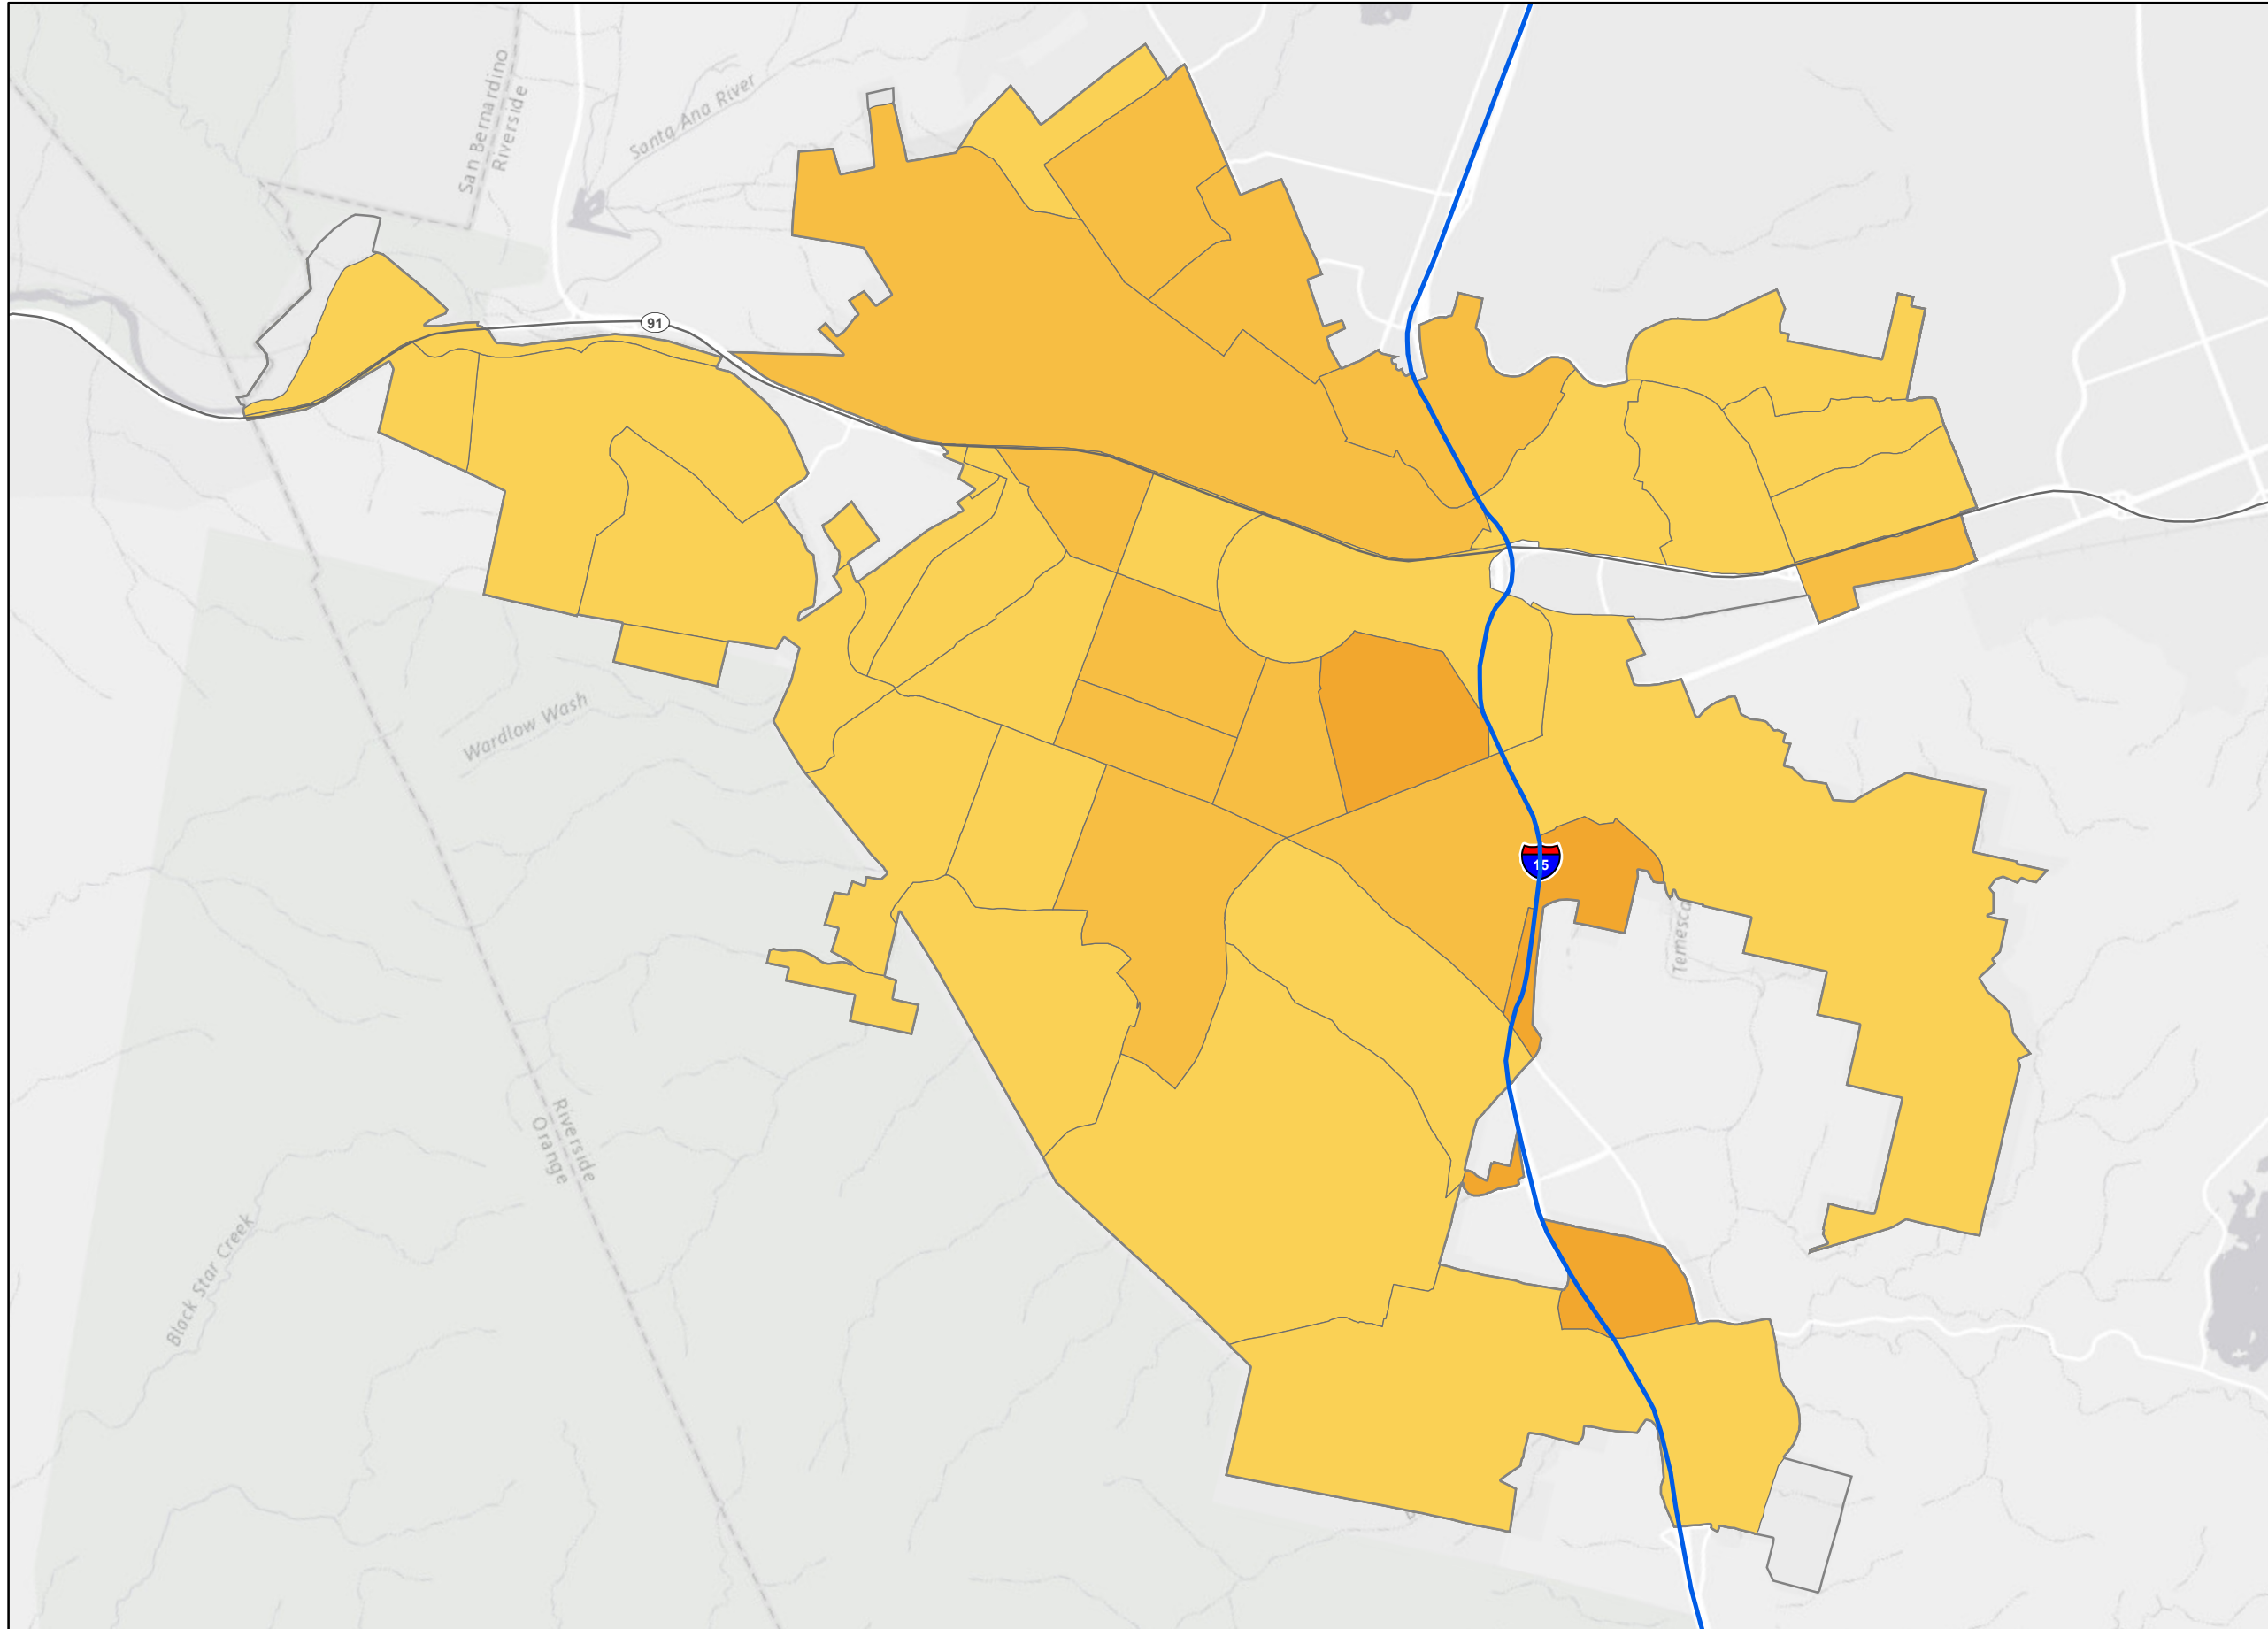 San Bernardino
Riverside
Santa Ana River
91
Wardlow Wash
15
Temesca
Riverside
Orange
Black Star Creek